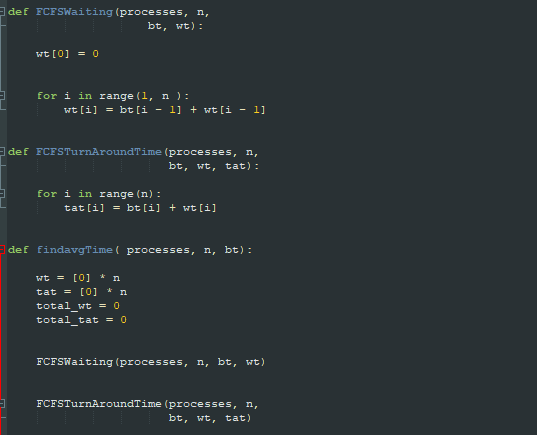 def FCFSWaiting(processes, n,
                    bt, wt):
    wt[0] = 0
    for i in range(1, n ):
        wt[i] = bt[i - 1] + wt[i - 1]
def FCFSTurnAroundTime(processes, n,
                       bt, wt, tat):
    for i in range(n):
        tat[i] = bt[i] + wt[i]
def findavgTime( processes, n, bt):
    wt = [0] * n
    tat = [0] * n
    total_wt = 0
    total_tat = 0
    FCFSWaiting(processes, n, bt, wt)
    FCFSTurnAroundTime(processes, n,
                       bt, wt, tat)